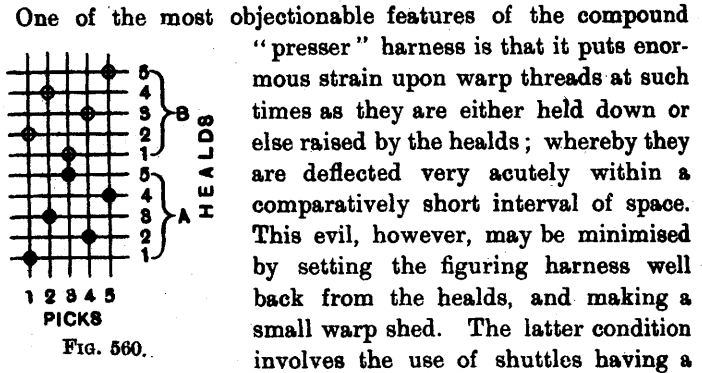 One of the most objectionable features of the compound
"presser" harness is that it puts enor-
mous strain upon warp threads at such
times as they are either held down or
else raised by the healds; whereby they
are deflected very acutely within a
comparatively short interval of space.
This evil, however, may be minimised
by setting the figuring harness well
back from the healds, and making a
small warp shed. The latter condition
involves the use of shuttles having a
5
4
3
2
1
B
5
4
3
2
1
A
HEALDS
1 2 3 4 5
PICKS
FIG. 560.